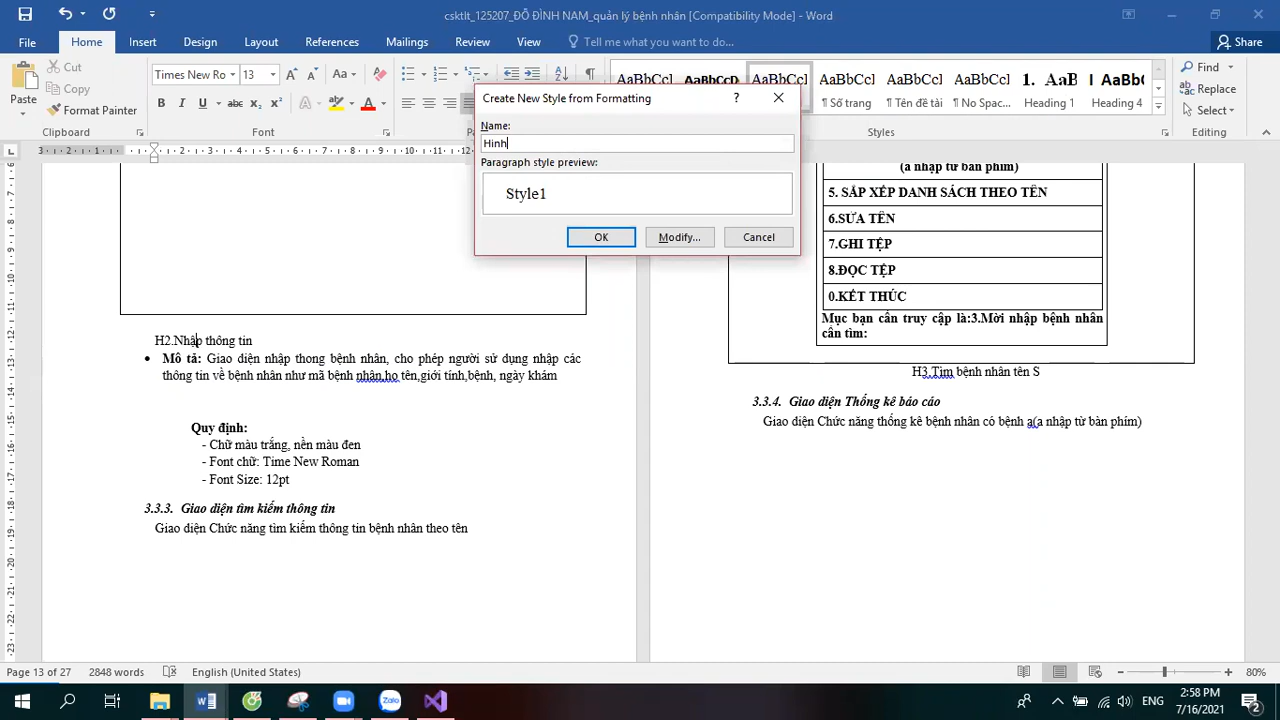 csktlt_125207_ĐỖ ĐÌNH NAM_quản lý bệnh nhân [Compatibility Mode] - Word
File Home Insert Design Layout References Mailings Review View Tell me what you want to do... Share
Paste
Cut
Copy
Format Painter
Clipboard
Times New Ro 13
B I U abc X2 X2
Font
AaBbCcI AaBbCcD AaBbCcI AaBbCcI AaBbCcI AaBbCcI 1. AaB AaBbC
¶ Số trang ¶ Tên đề tài ¶ No Spac... Heading 1 Heading 4
Styles
Find
Replace
Select
Editing
Create New Style from Formatting
Name:
Hinh
Paragraph style preview:
Style1
OK Modify... Cancel
H2.Nhập thông tin
• Mô tả: Giao diện nhập thong bệnh nhân, cho phép người sử dụng nhập các
thông tin về bệnh nhân như mã bệnh nhân,họ tên,giới tính,bệnh, ngày khám
Quy định:
- Chữ màu trắng, nền màu đen
- Font chữ: Time New Roman
- Font Size: 12pt
3.3.3. Giao diện tìm kiếm thông tin
Giao diện Chức năng tìm kiếm thông tin bệnh nhân theo tên
(a nhập từ bàn phím)
5. SẮP XẾP DANH SÁCH THEO TÊN
6.SỬA TÊN
7.GHI TỆP
8.ĐỌC TỆP
0.KẾT THÚC
Mục bạn cần truy cập là:3.Mời nhập bệnh nhân
cần tìm:
H3.Tìm bệnh nhân tên S
3.3.4. Giao diện Thống kê báo cáo
Giao diện Chức năng thống kê bệnh nhân có bệnh a(a nhập từ bàn phím)
Page 13 of 27 2848 words English (United States) 80%
ENG
2:58 PM
7/16/2021
2